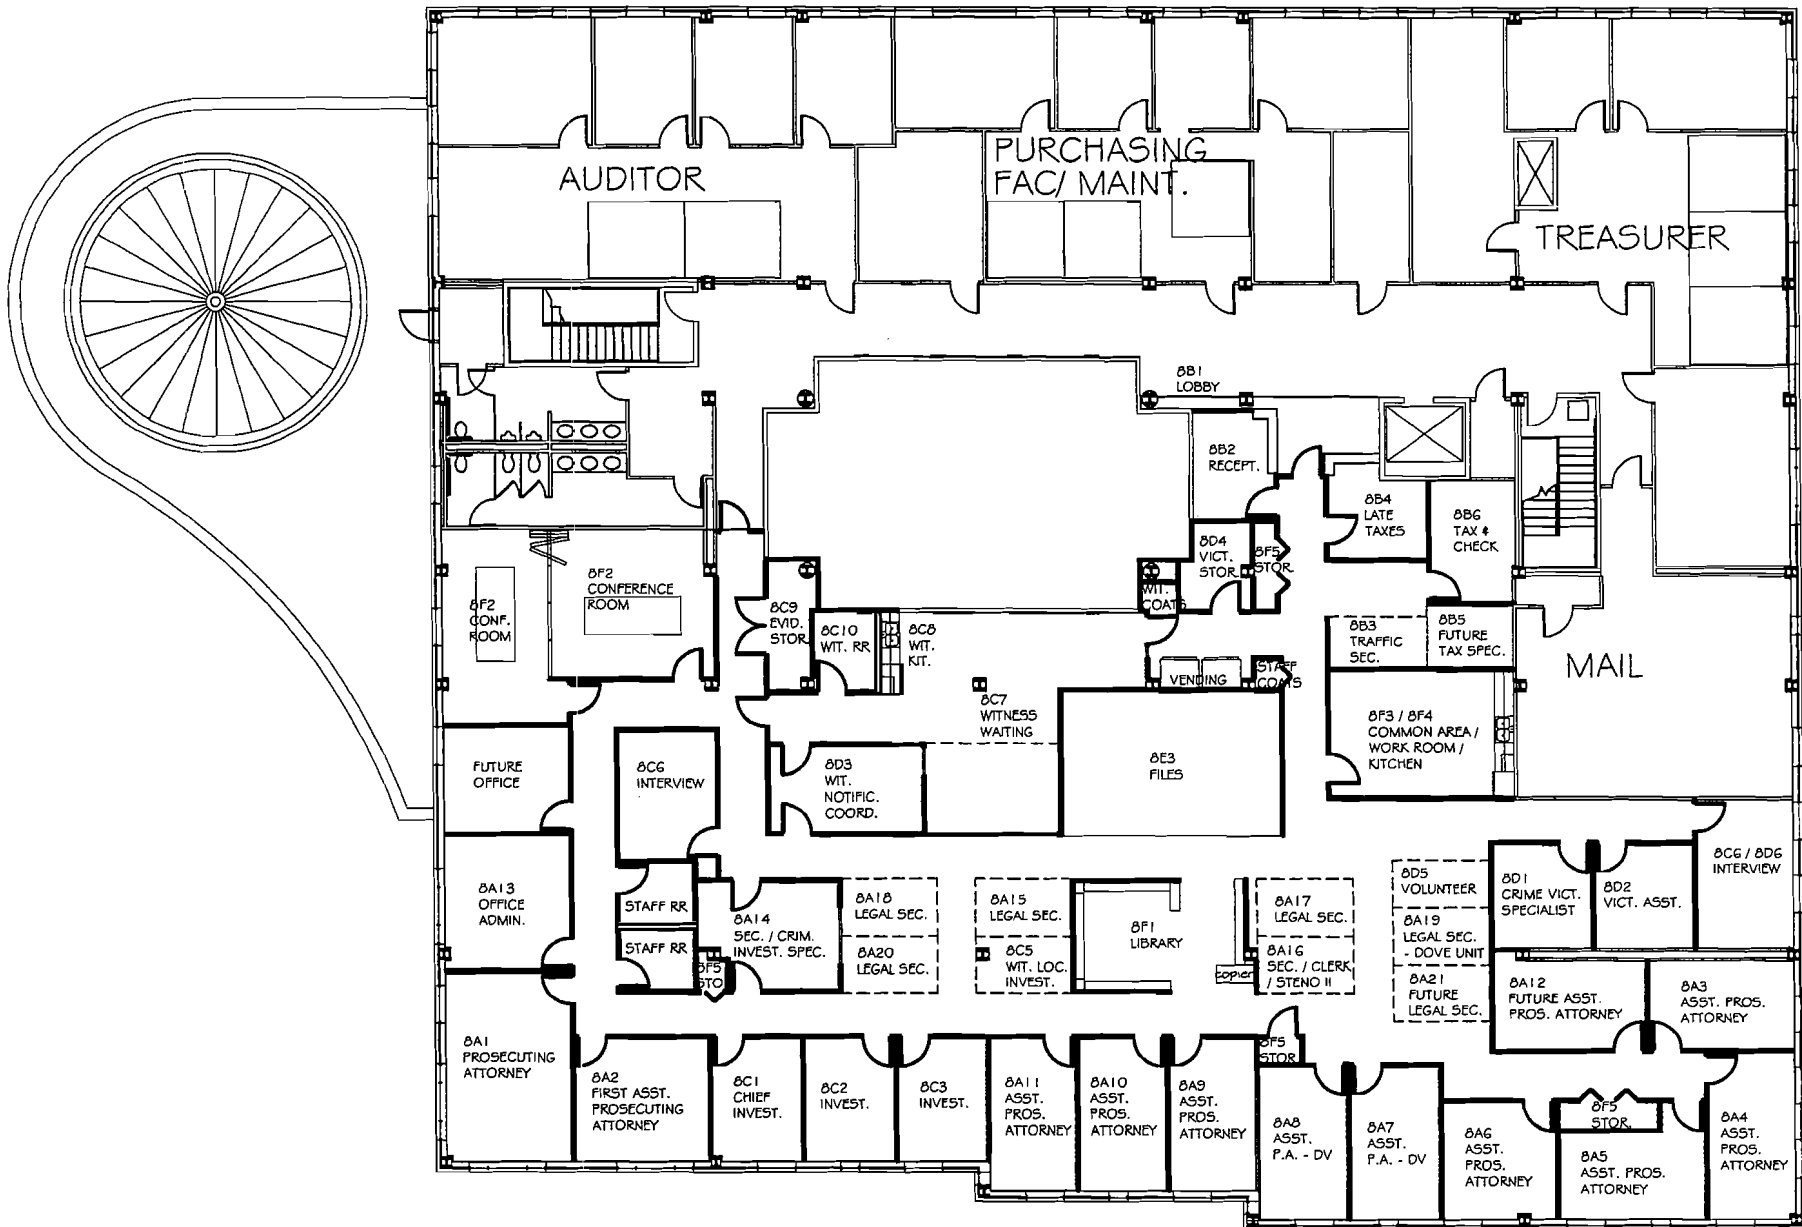 AUDITOR
PURCHASING
FAC/ MAINT.
TREASURER
8B1
LOBBY
8B2
RECEPT.
8B4
LATE
TAXES
8B6
TAX &
CHECK
8D4
VICT.
STOR.
8F5
STOR.
8F2
CONF.
ROOM
8F2
CONFERENCE
ROOM
8C9
EVID.
STOR.
8C10
WIT. RR
8C8
WIT.
KIT.
WIT.
COATS
8B3
TRAFFIC
SEC.
8B5
FUTURE
TAX SPEC.
MAIL
VENDING
STAFF
COATS
8C7
WITNESS
WAITING
8F3 / 8F4
COMMON AREA /
WORK ROOM /
KITCHEN
FUTURE
OFFICE
8C6
INTERVIEW
8D3
WIT.
NOTIFIC.
COORD.
8E3
FILES
8A13
OFFICE
ADMIN.
STAFF RR
STAFF RR
8F5
STO
8A14
SEC. / CRIM.
INVEST. SPEC.
8A18
LEGAL SEC.
8A20
LEGAL SEC.
8A15
LEGAL SEC.
8C5
WIT. LOC.
INVEST.
8F1
LIBRARY
copier
8A17
LEGAL SEC.
8A16
SEC. / CLERK
/ STENO II
8D5
VOLUNTEER
8A19
LEGAL SEC.
- DOVE UNIT
8A21
FUTURE
LEGAL SEC.
8D1
CRIME VICT.
SPECIALIST
8D2
VICT. ASST.
8C6 / 8D6
INTERVIEW
8A12
FUTURE ASST.
PROS. ATTORNEY
8A3
ASST. PROS.
ATTORNEY
8A1
PROSECUTING
ATTORNEY
8A2
FIRST ASST.
PROSECUTING
ATTORNEY
8C1
CHIEF
INVEST.
8C2
INVEST.
8C3
INVEST.
8A11
ASST.
PROS.
ATTORNEY
8A10
ASST.
PROS.
ATTORNEY
8A9
ASST.
PROS.
ATTORNEY
8F5
STOR
8A8
ASST.
P.A. - DV
8A7
ASST.
P.A. - DV
8A6
ASST.
PROS.
ATTORNEY
8F5
STOR.
8A5
ASST. PROS.
ATTORNEY
8A4
ASST.
PROS.
ATTORNEY